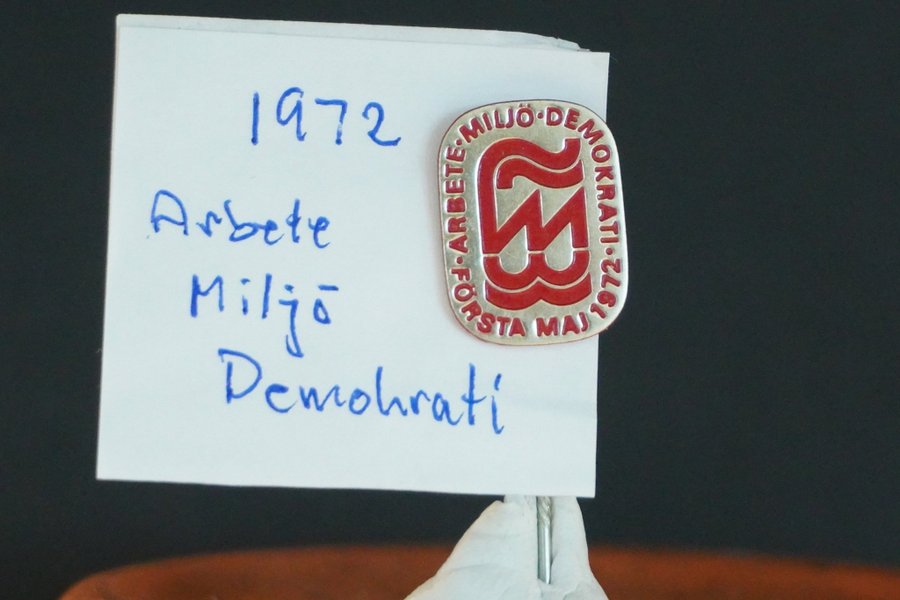 1972
Arbete
Miljö
Demokrati
FÖRSTA MAJ 1972 · ARBETE · MILJÖ · DEMOKRATI ·